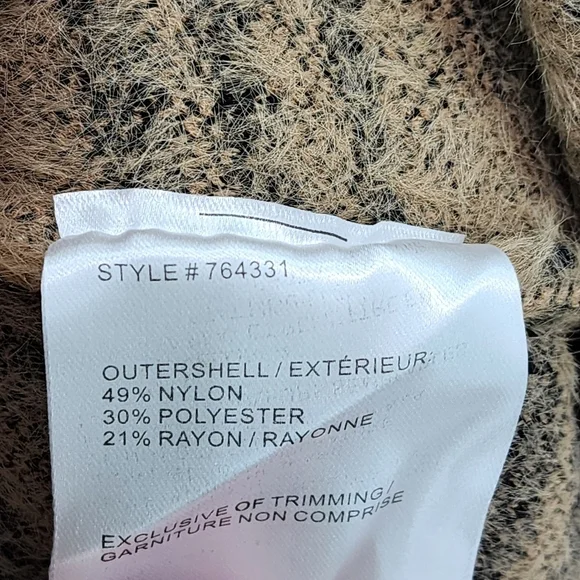 STYLE # 764331
OUTERSHELL / EXTÉRIEUR
49% NYLON
30% POLYESTER
21% RAYON / RAYONNE
EXCLUSIVE OF TRIMMING /
GARNITURE NON COMPRISE